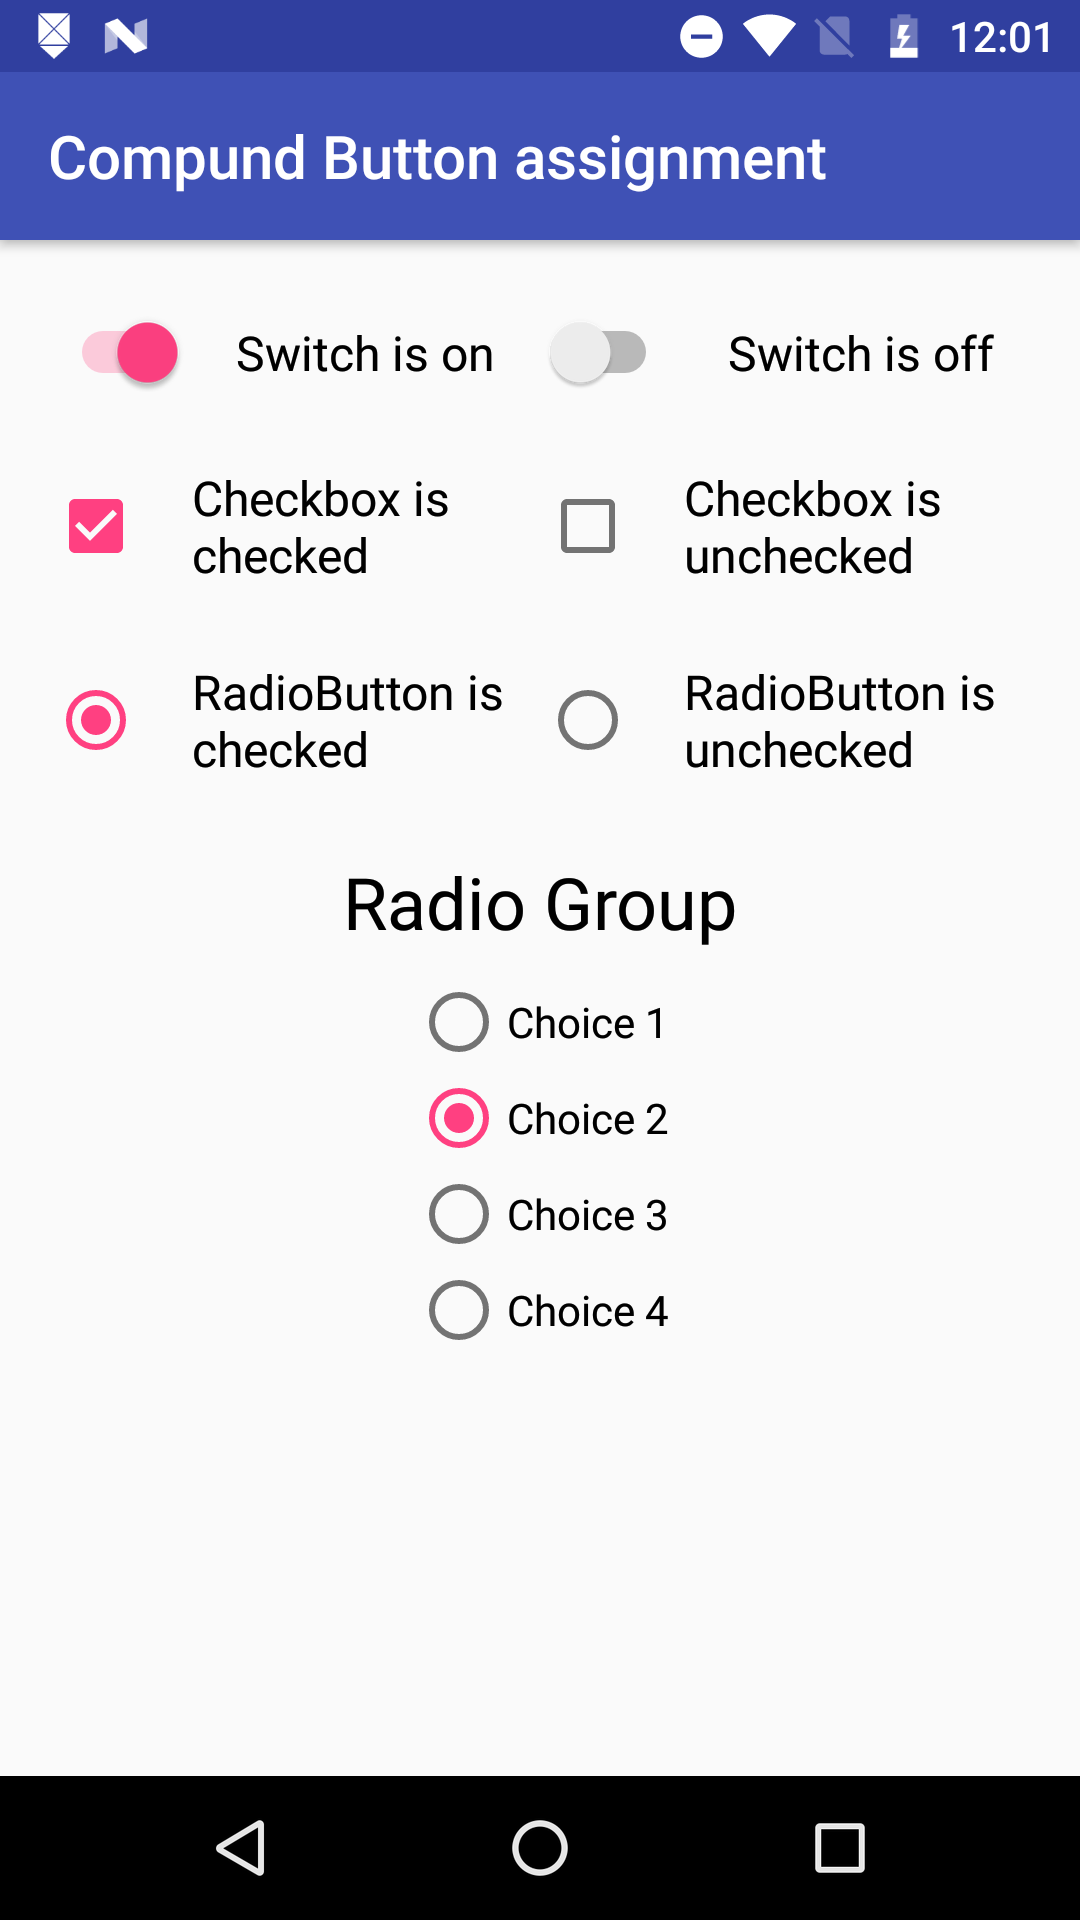 12:01
Compund Button assignment
Switch is on
Switch is off
Checkbox is
checked
Checkbox is
unchecked
RadioButton is
checked
RadioButton is
unchecked
Radio Group
Choice 1
Choice 2
Choice 3
Choice 4